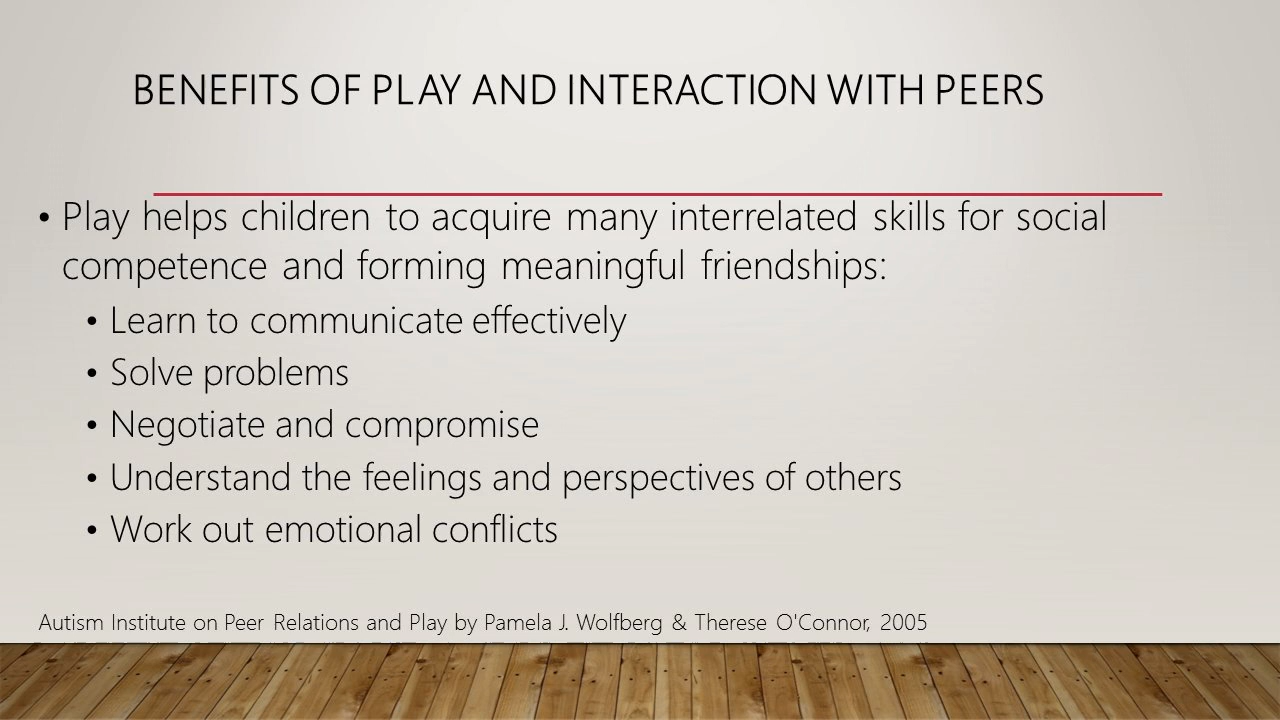 BENEFITS OF PLAY AND INTERACTION WITH PEERS
• Play helps children to acquire many interrelated skills for social
competence and forming meaningful friendships:
• Learn to communicate effectively
• Solve problems
• Negotiate and compromise
• Understand the feelings and perspectives of others
• Work out emotional conflicts
Autism Institute on Peer Relations and Play by Pamela J. Wolfberg & Therese O'Connor, 2005